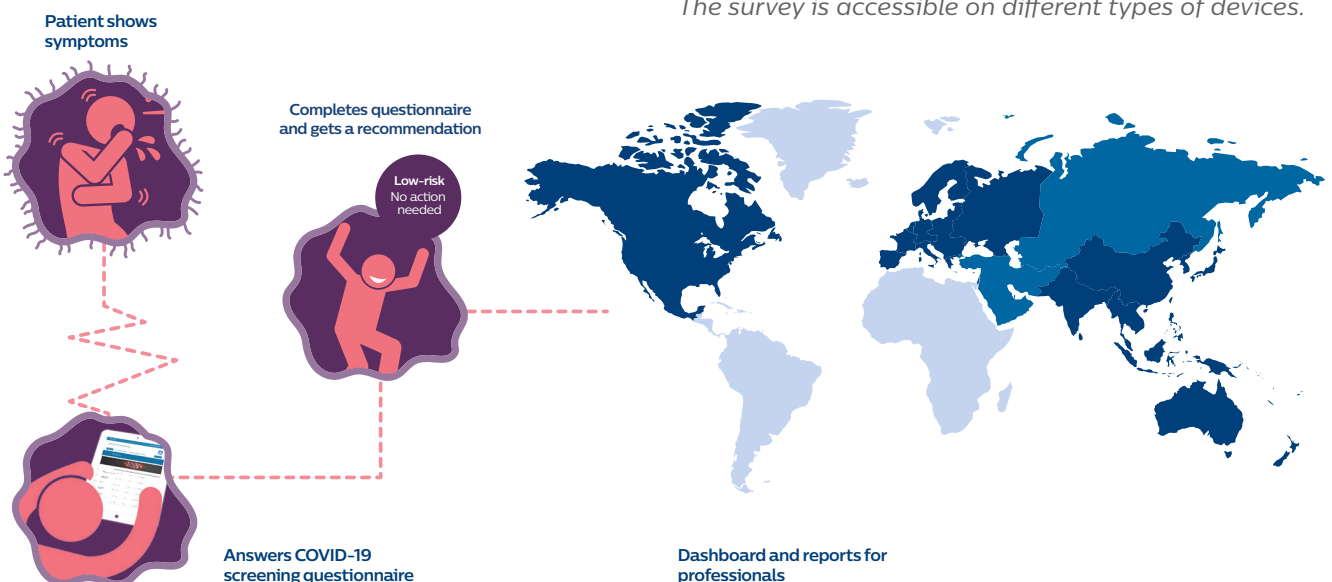 The survey is accessible on different types of devices.
Patient shows
symptoms
Completes questionnaire
and gets a recommendation
Low-risk
No action
needed
Answers COVID-19
screening questionnaire
Dashboard and reports for
professionals